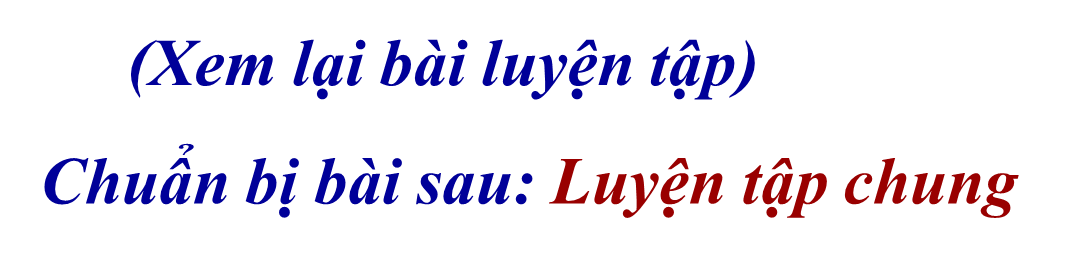 (Xem lại bài luyện tập)
Chuẩn bị bài sau: Luyện tập chung